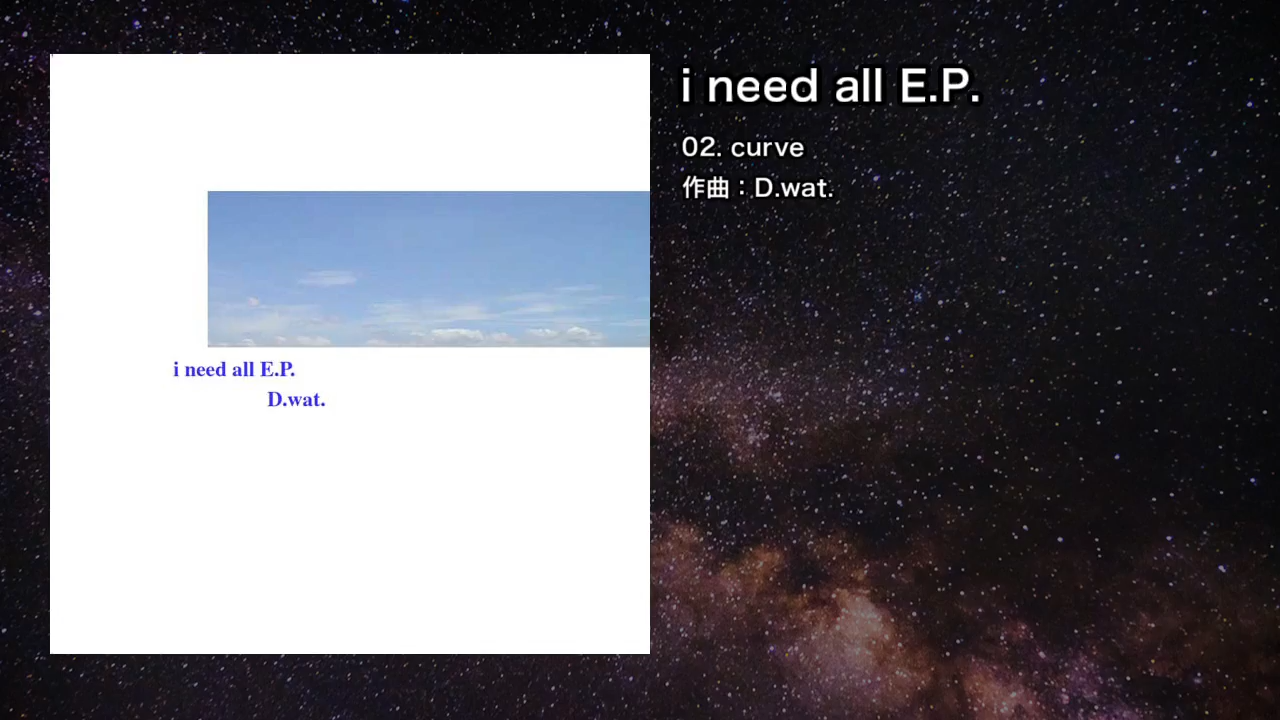 i need all E.P.
D.wat.
i need all E.P.
02. curve
作曲：D.wat.